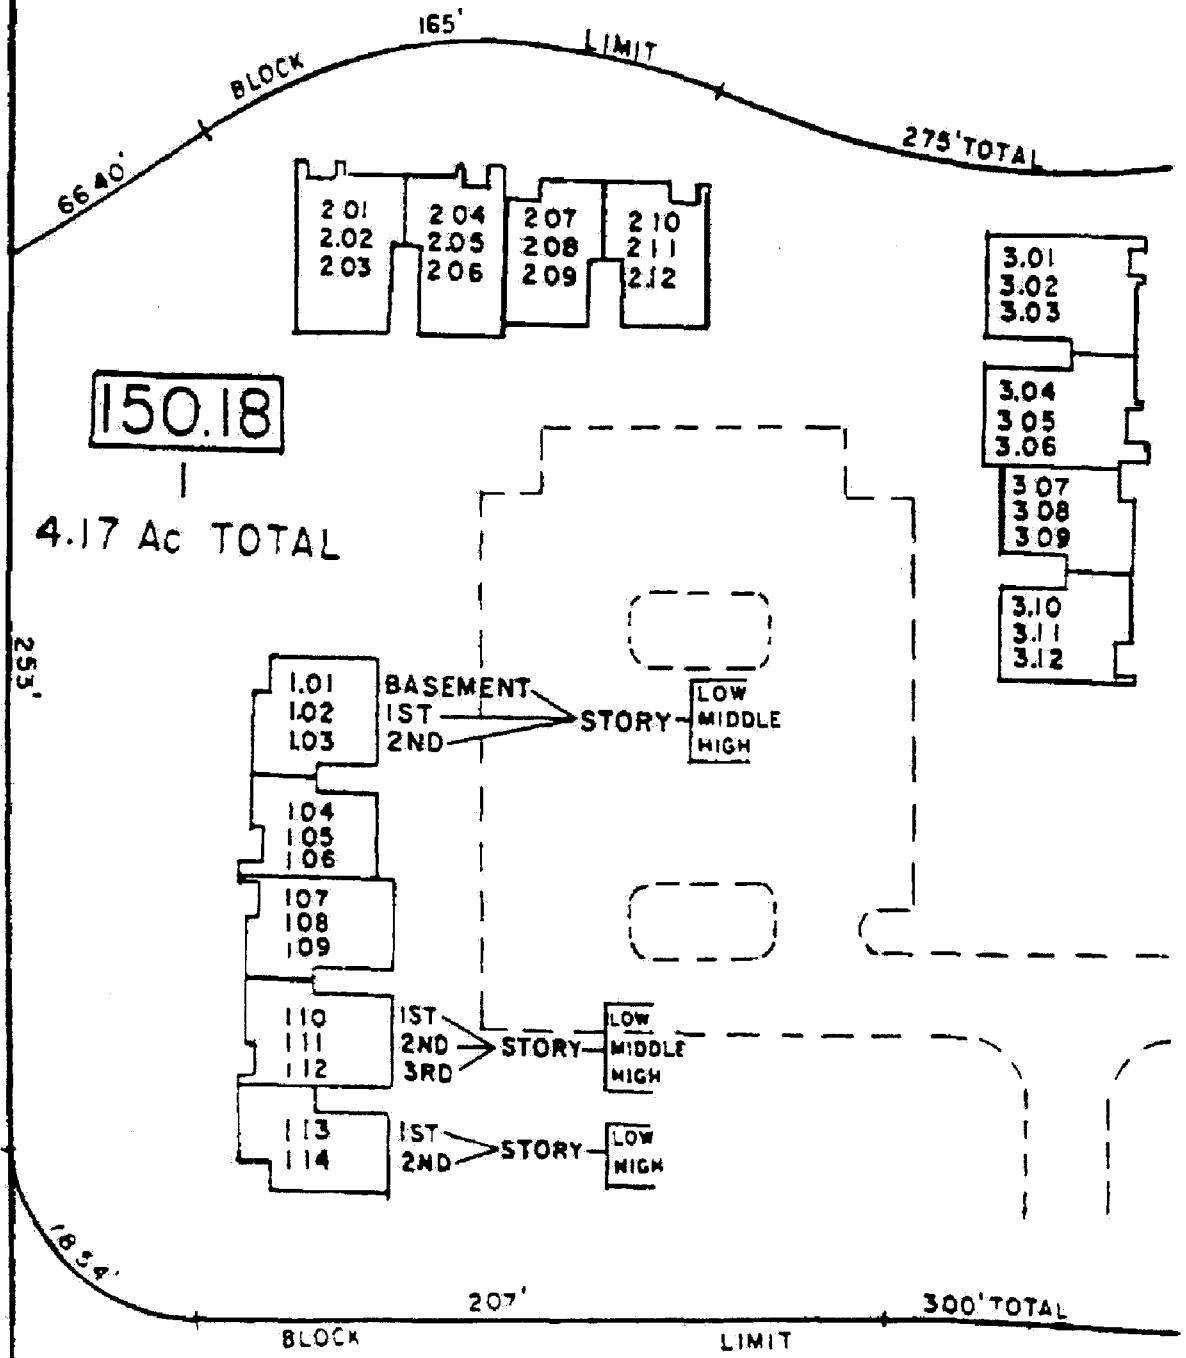 165'
BLOCK LIMIT
275' TOTAL
66 40'
2 01
2.02
2 03
2 04
2.05
2 06
2 07
2 08
2 09
2 10
2 11
2.12
3.01
3.02
3.03
3.04
3 05
3.06
3 07
3 08
3 09
3.10
3.11
3.12
150.18
4.17 Ac TOTAL
253'
1.01
1.02
1.03
BASEMENT
1ST
2ND
STORY
LOW
MIDDLE
HIGH
1.04
1 05
1 06
1 07
1 08
1 09
1 10
1 11
1 12
1ST
2ND
3RD
STORY
LOW
MIDDLE
HIGH
1 13
1 14
1ST
2ND
STORY
LOW
HIGH
207'
300' TOTAL
BLOCK LIMIT